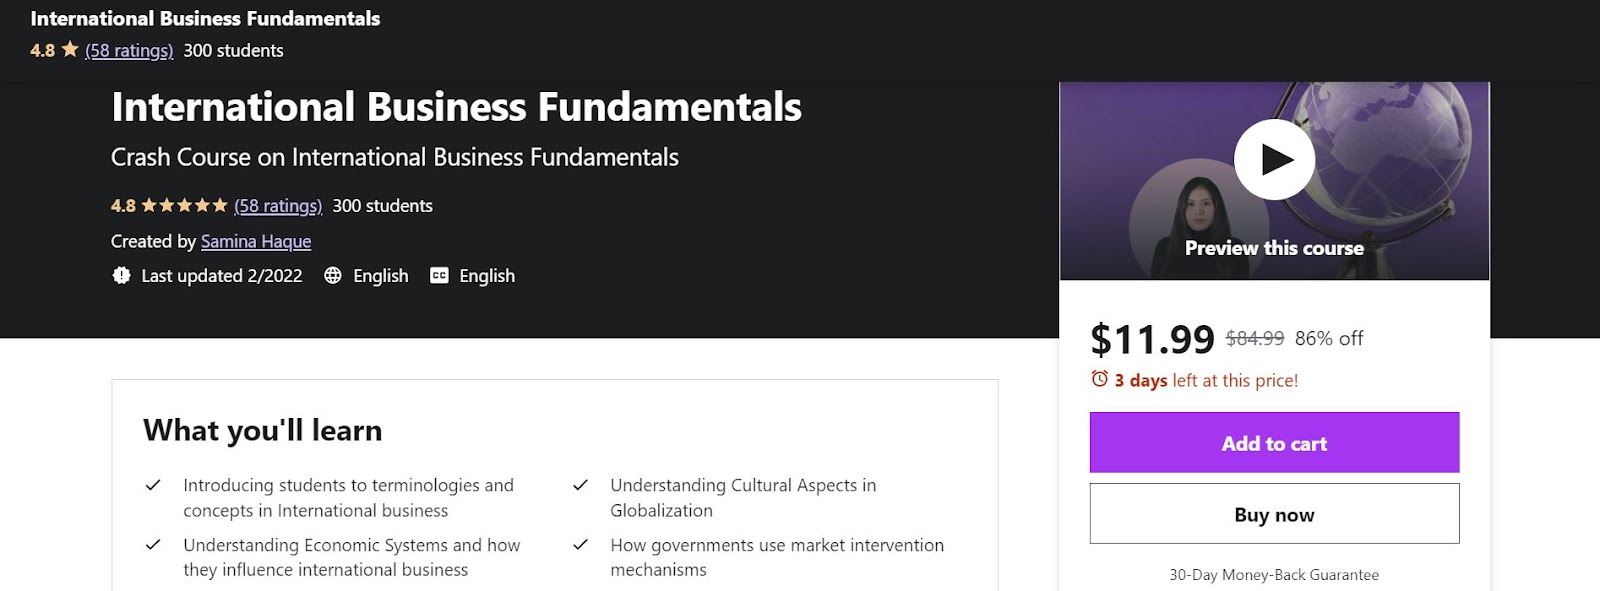 International Business Fundamentals
4.8 ★ (58 ratings) 300 students
International Business Fundamentals
Crash Course on International Business Fundamentals
4.8 ★★★★★ (58 ratings) 300 students
Created by Samina Haque
Last updated 2/2022 English CC English
Preview this course
$11.99 $84.99 86% off
3 days left at this price!
Add to cart
Buy now
30-Day Money-Back Guarantee
What you'll learn
Introducing students to terminologies and
concepts in International business
Understanding Economic Systems and how
they influence international business
Understanding Cultural Aspects in
Globalization
How governments use market intervention
mechanisms